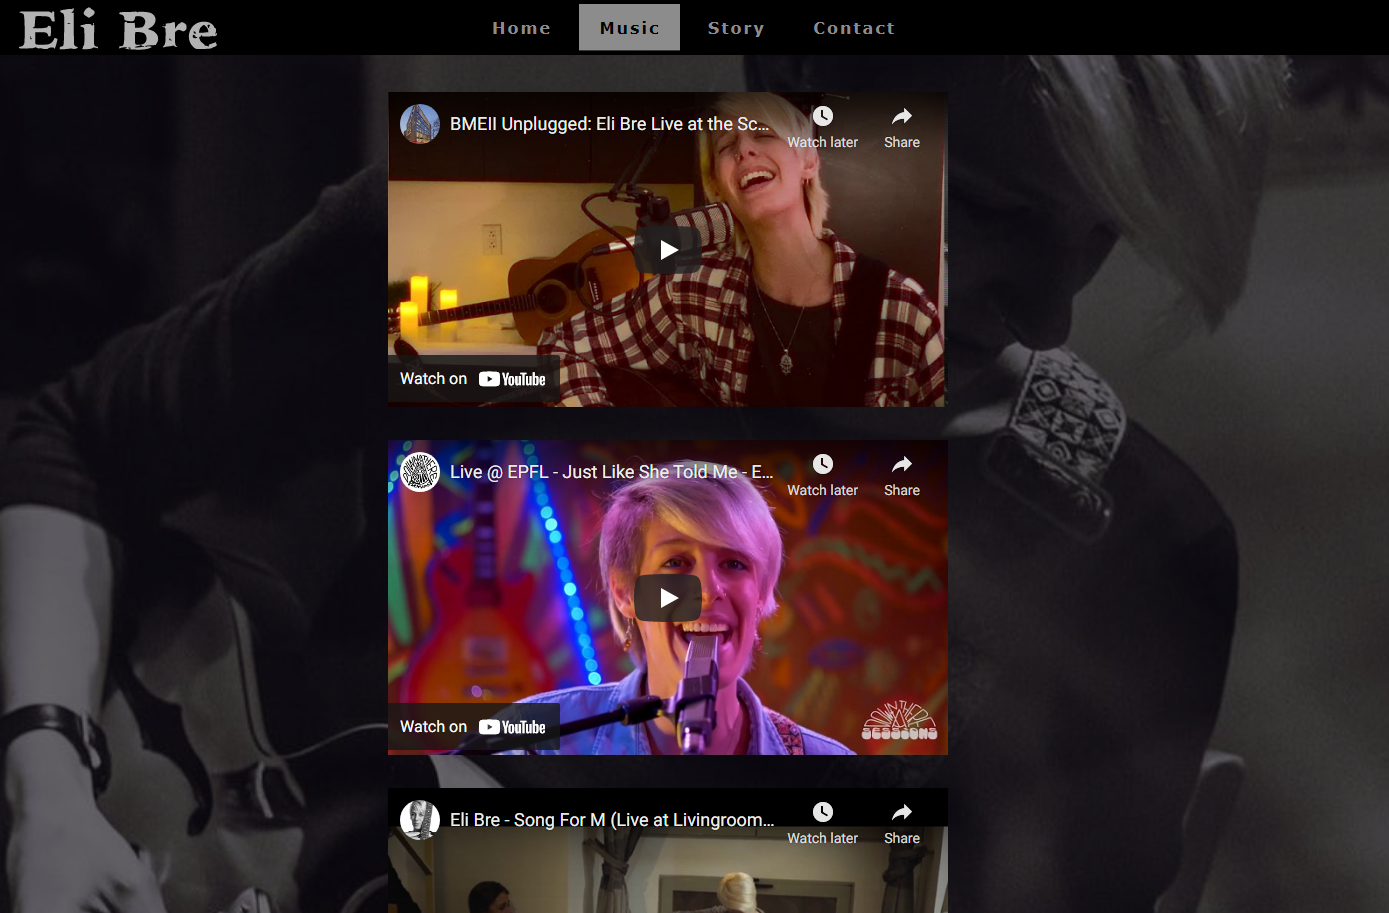 Eli Bre
Home Music Story Contact
BMEII Unplugged: Eli Bre Live at the Sc...
Watch later Share
Watch on YouTube
Live @ EPFL - Just Like She Told Me - E...
Watch later Share
SESSIONS
Watch on YouTube
Eli Bre - Song For M (Live at Livingroom...
Watch later Share